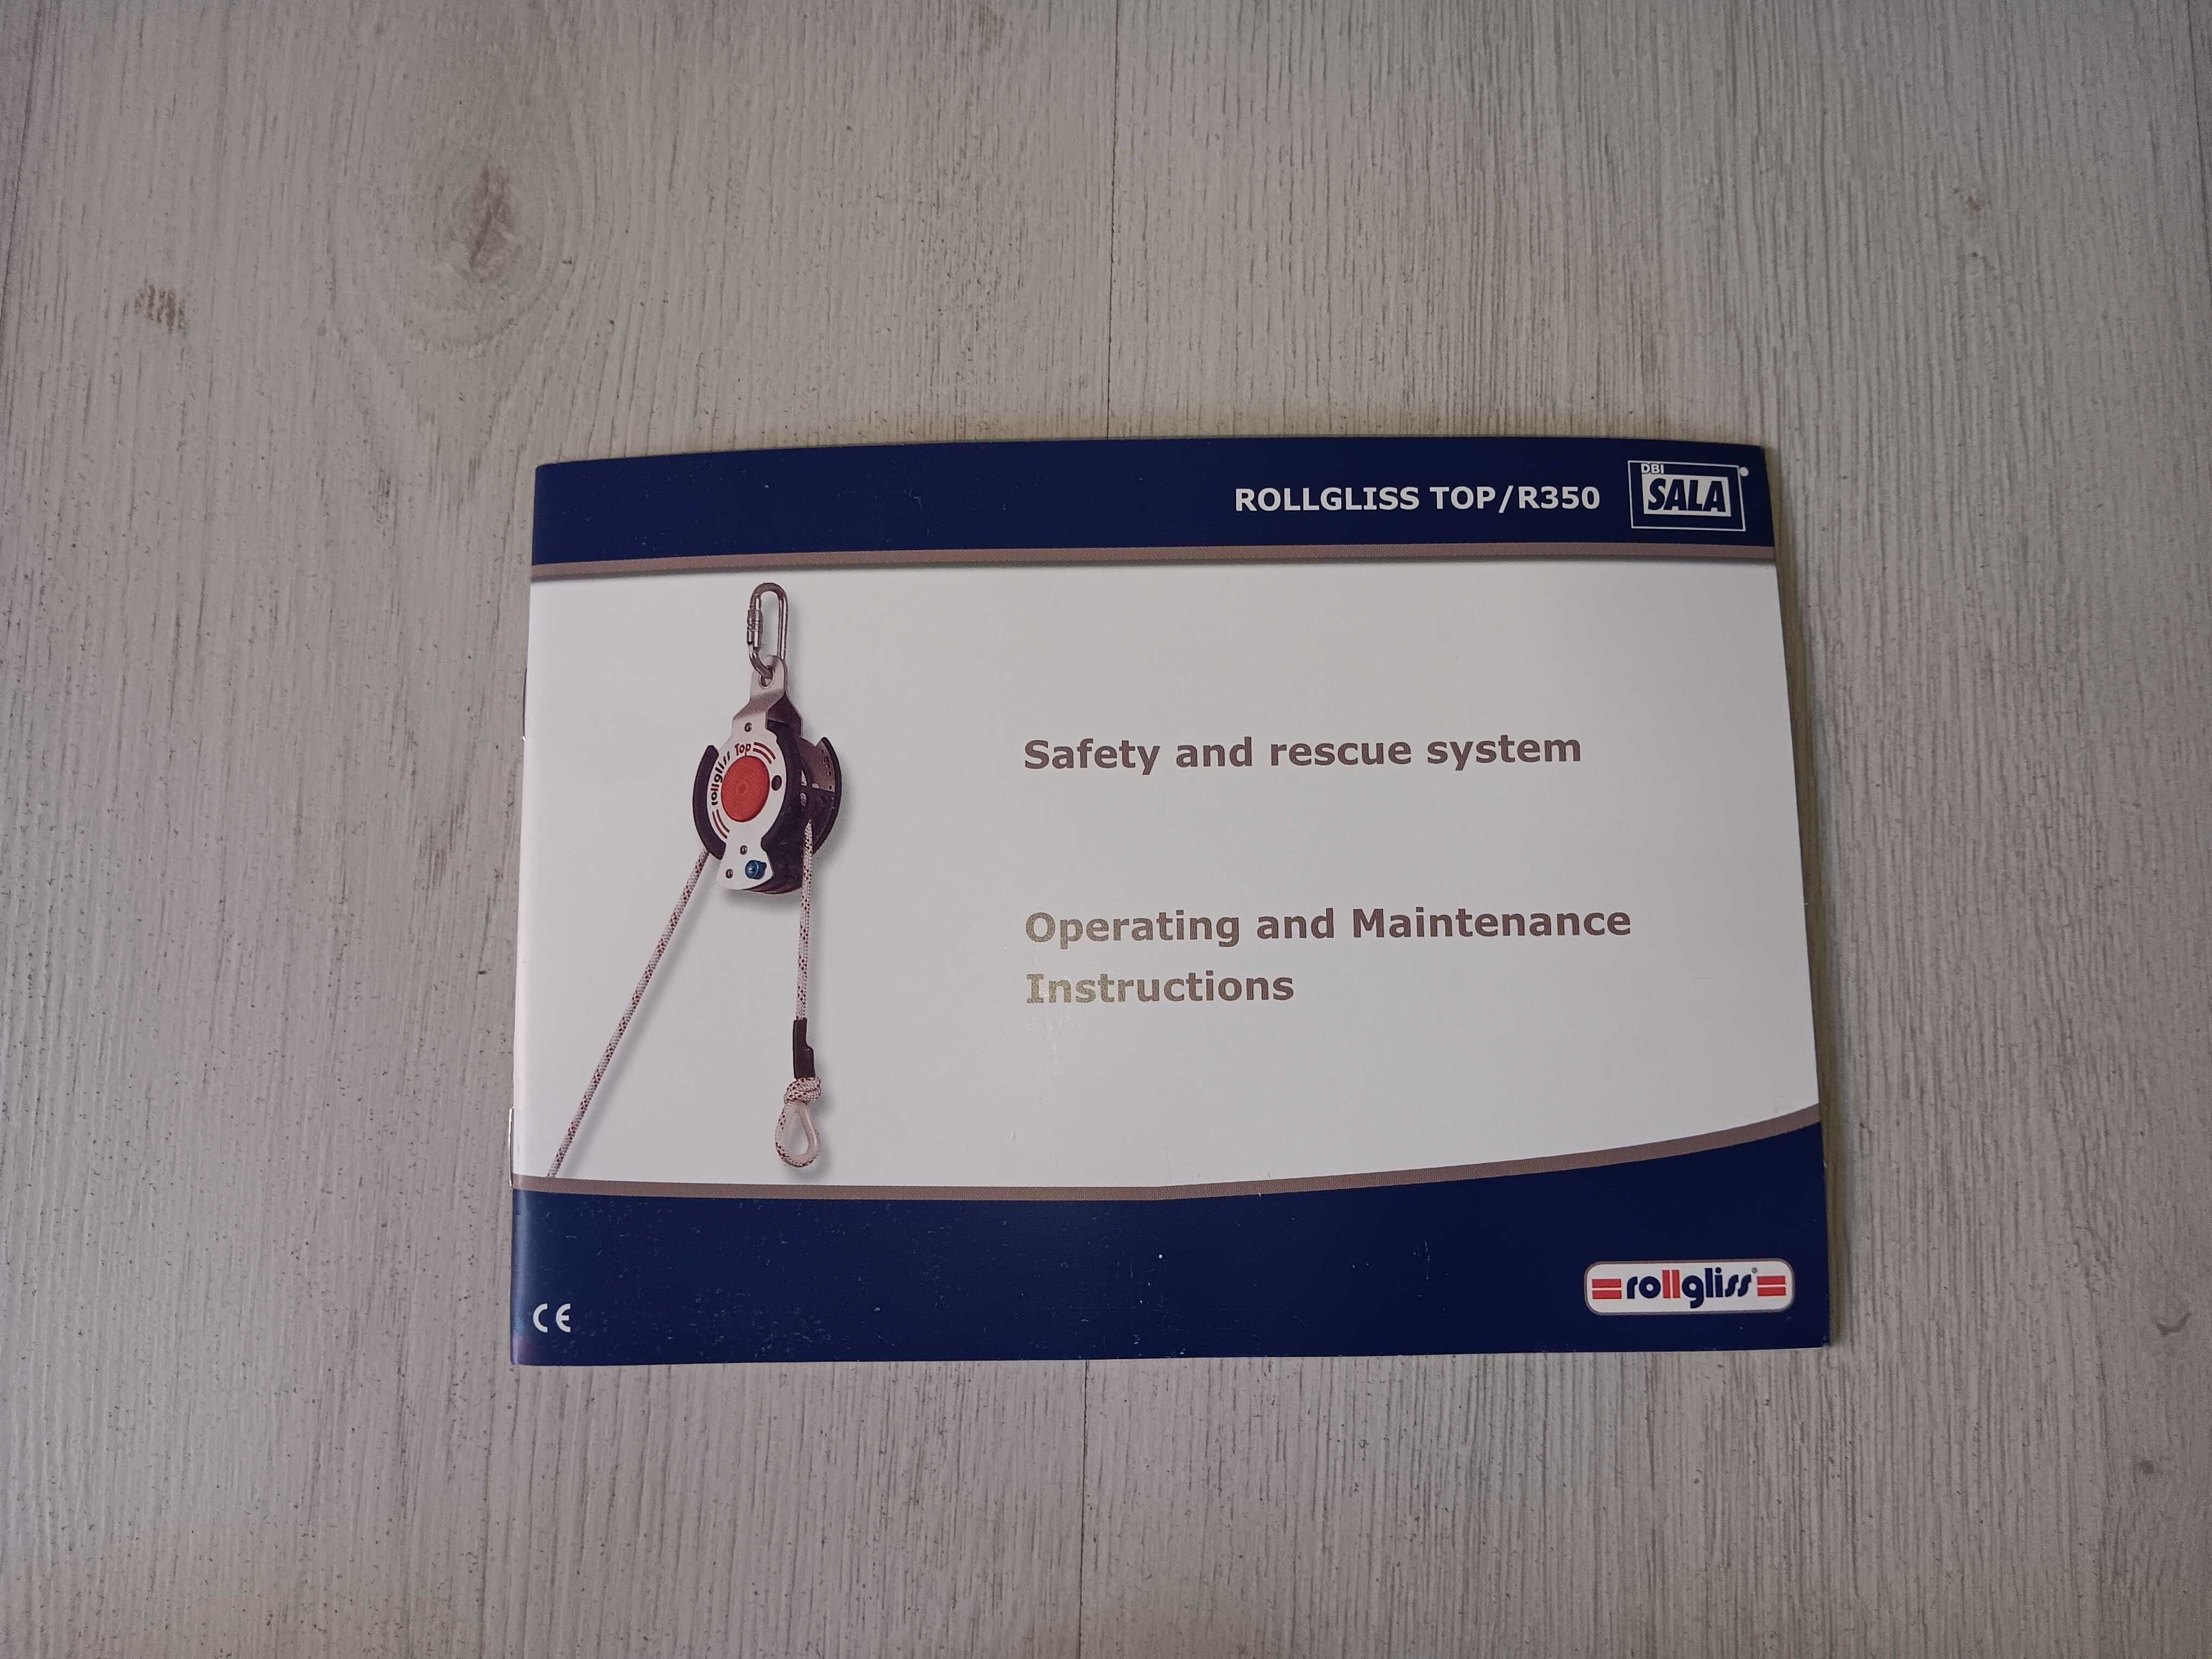 ROLLGLISS TOP/R350
DBI
SALA
rollgliss Top
Safety and rescue system
Operating and Maintenance
Instructions
CE
rollgliss®